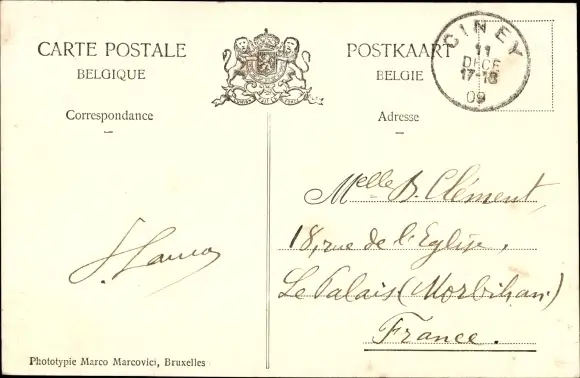 CARTE POSTALE
BELGIQUE
Correspondance
POSTKAART
BELGIE
Adresse
CINEY
11
DECE
17-18
09
Melle B. Clément,
18, rue de l'Eglise,
Le Palais (Morbihan)
France.
Phototypie Marco Marcovici, Bruxelles